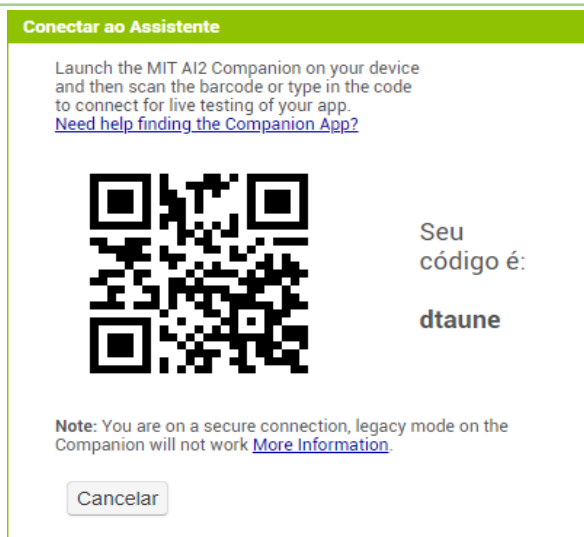 Conectar ao Assistente
Launch the MIT AI2 Companion on your device
and then scan the barcode or type in the code
to connect for live testing of your app.
Need help finding the Companion App?
Seu
código é:
dtaune
Note: You are on a secure connection, legacy mode on the
Companion will not work More Information.
Cancelar